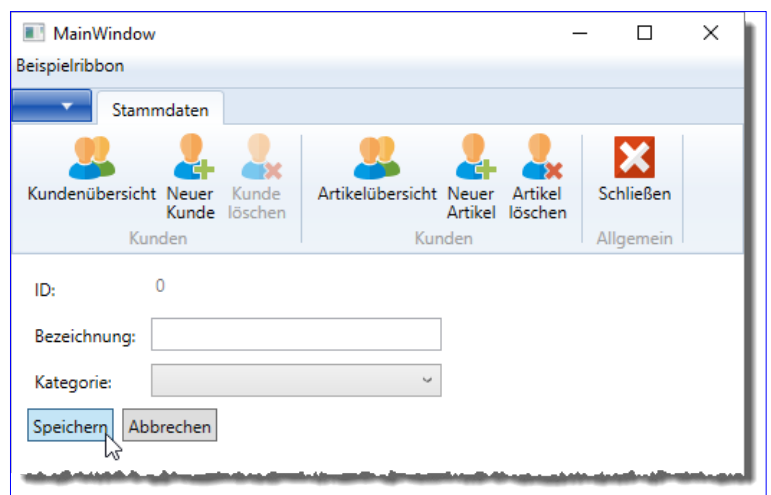 MainWindow
Beispielribbon
Stammdaten
Kundenübersicht Neuer Kunde Artikelübersicht Neuer Artikel Schließen
Kunde löschen Artikel löschen
Kunden Kunden Allgemein
ID: 0
Bezeichnung:
Kategorie:
Speichern Abbrechen